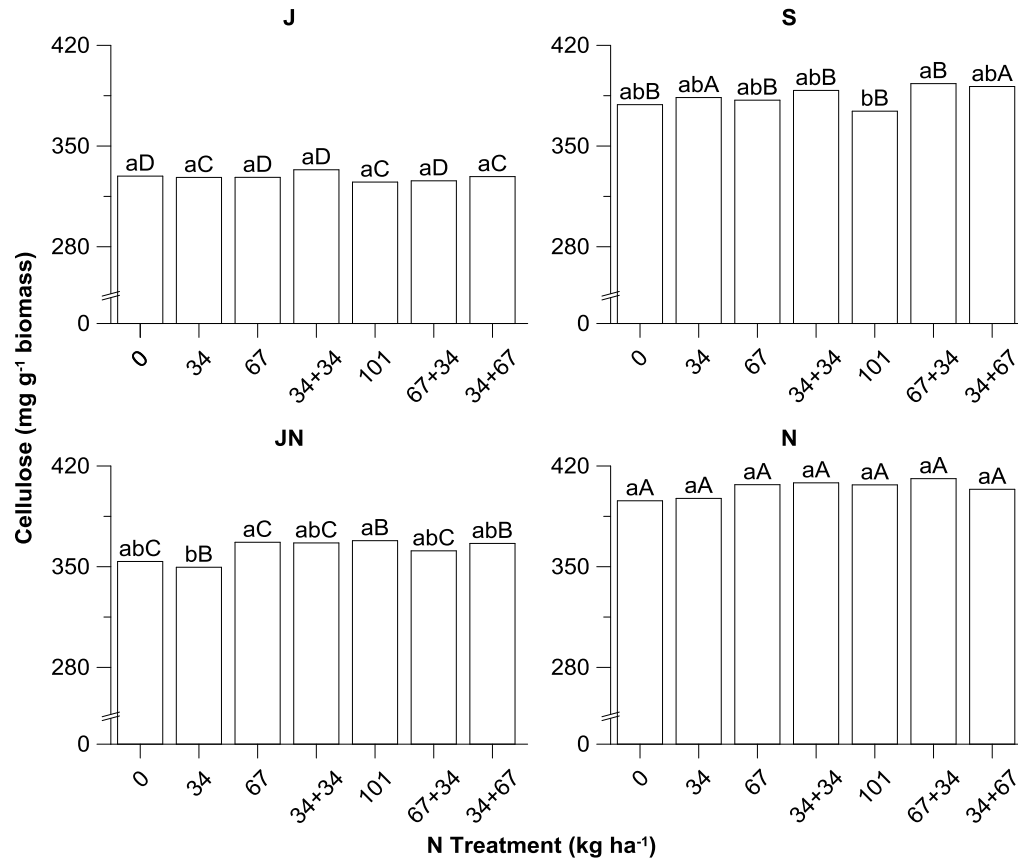 J
420
350
280
0
aD aC aD aD aC aD aC
0 34 67 34+34 101 67+34 34+67
S
420
350
280
0
abB abA abB abB bB aB abA
0 34 67 34+34 101 67+34 34+67
Cellulose (mg g⁻¹ biomass)
JN
420
350
280
0
abC bB aC abC aB abC abB
0 34 67 34+34 101 67+34 34+67
N
420
350
280
0
aA aA aA aA aA aA aA
0 34 67 34+34 101 67+34 34+67
N Treatment (kg ha⁻¹)